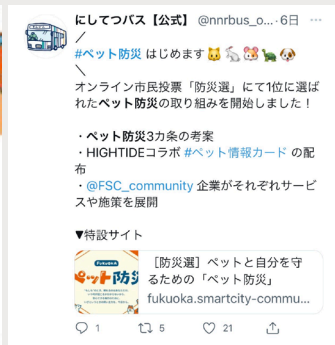 にしてつバス【公式】 @nnrbus_o...・6日 …
／
#ペット防災 はじめます🐱🐇🐹🐢🐶
＼
オンライン市民投票「防災選」にて1位に選ば
れたペット防災の取り組みを開始しました！
・ペット防災3カ条の考案
・HIGHTIDEコラボ #ペット情報カード の配
布
・@FSC_community 企業がそれぞれサービ
スや施策を展開
▼特設サイト
FUKUOKA
ペット防災
［防災選］ペットと自分を守
るための「ペット防災」
fukuoka.smartcity-commu...
1 5 21